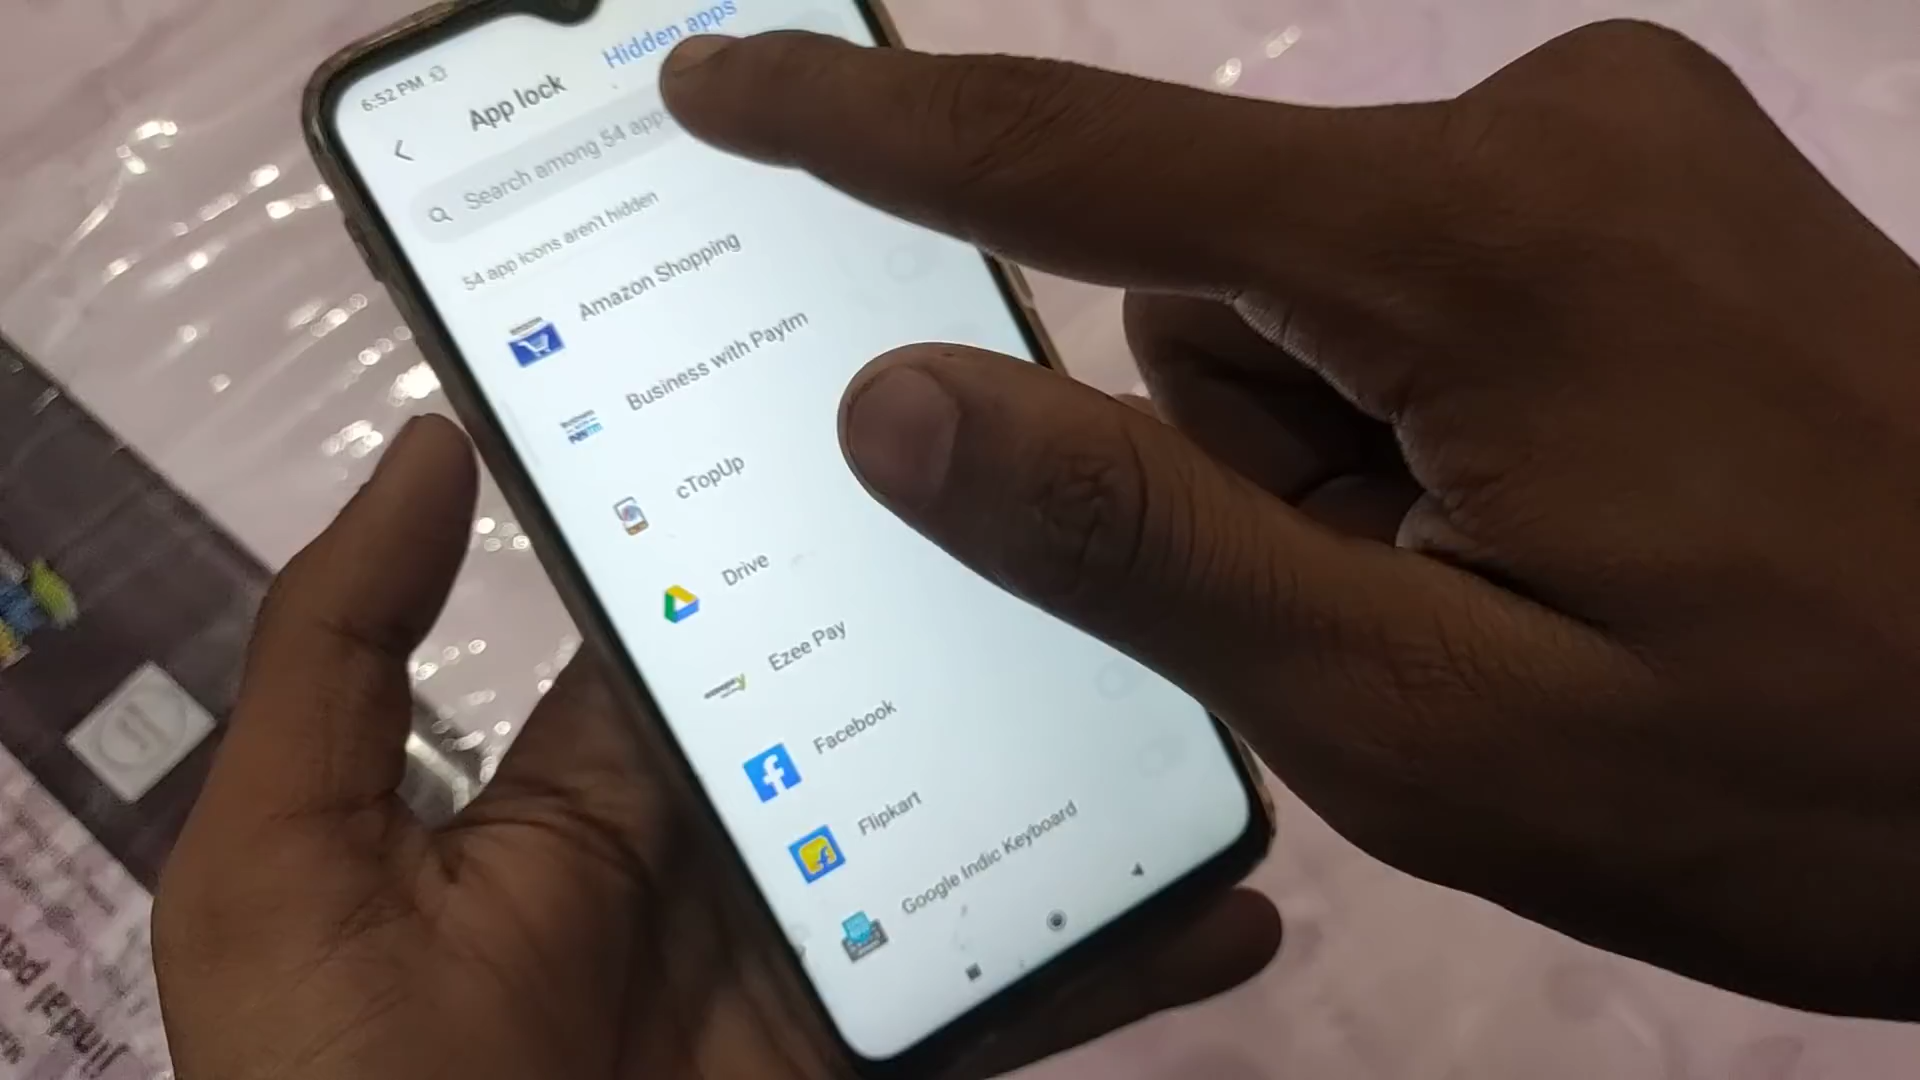 6:52 PM
App lock
Hidden apps
Search among 54 apps
54 app icons aren't hidden
Amazon Shopping
Business with Paytm
cTopUp
Drive
Ezee Pay
Facebook
Flipkart
Google Indic Keyboard